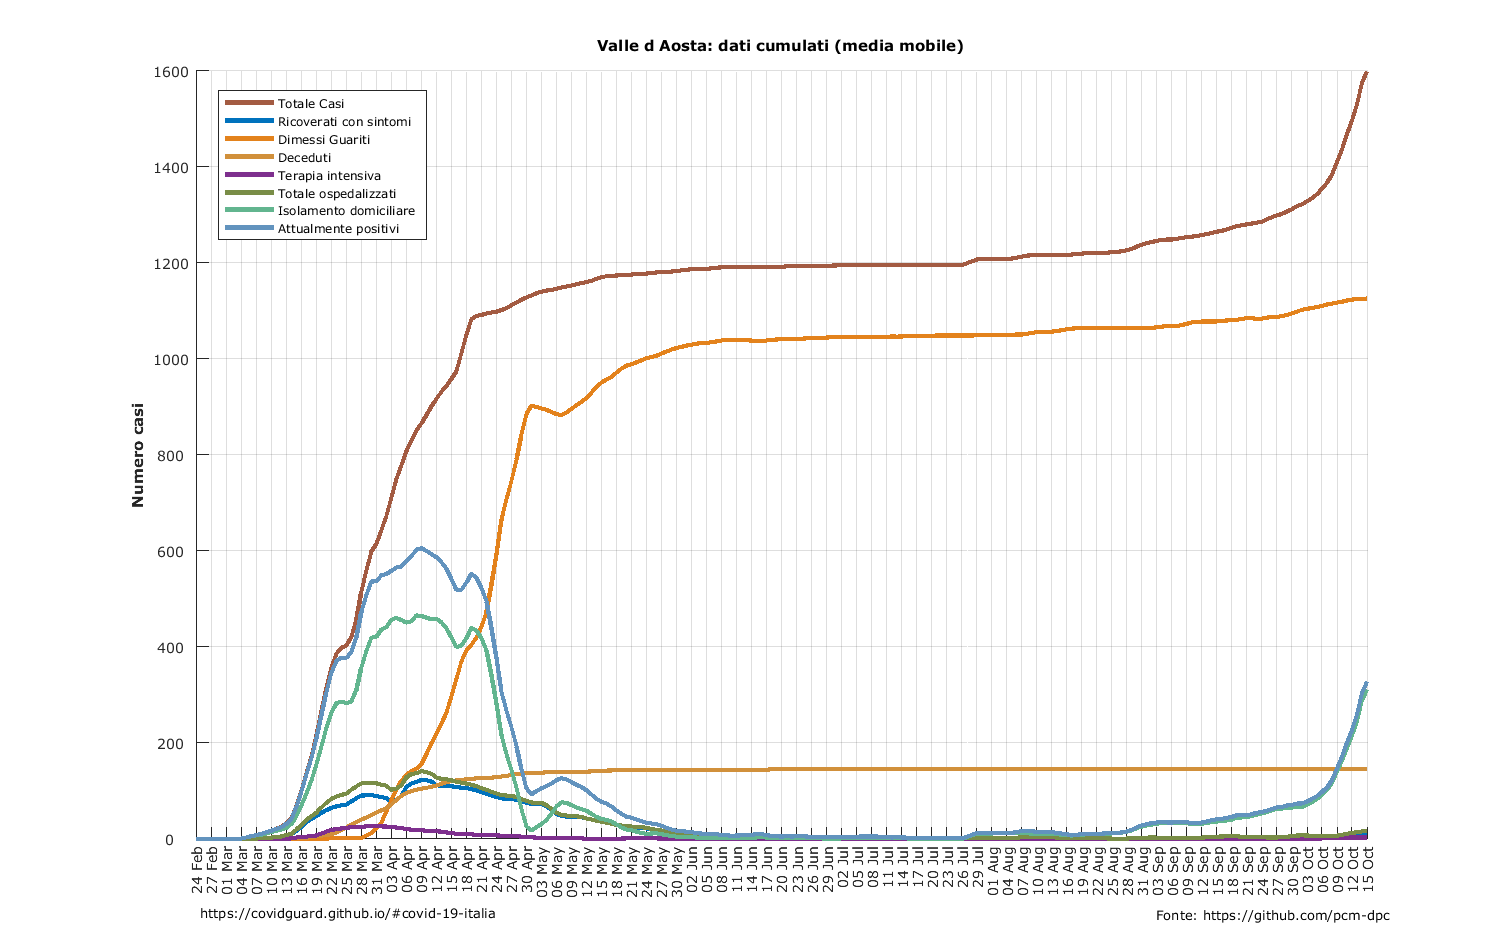 Valle d Aosta: dati cumulati (media mobile)
Numero casi
1600
1400
1200
1000
800
600
400
200
0
Totale Casi
Ricoverati con sintomi
Dimessi Guariti
Deceduti
Terapia intensiva
Totale ospedalizzati
Isolamento domiciliare
Attualmente positivi
24 Feb
27 Feb
01 Mar
04 Mar
07 Mar
10 Mar
13 Mar
16 Mar
19 Mar
22 Mar
25 Mar
28 Mar
31 Mar
03 Apr
06 Apr
09 Apr
12 Apr
15 Apr
18 Apr
21 Apr
24 Apr
27 Apr
30 Apr
03 May
06 May
09 May
12 May
15 May
18 May
21 May
24 May
27 May
30 May
02 Jun
05 Jun
08 Jun
11 Jun
14 Jun
17 Jun
20 Jun
23 Jun
26 Jun
29 Jun
02 Jul
05 Jul
08 Jul
11 Jul
14 Jul
17 Jul
20 Jul
23 Jul
26 Jul
29 Jul
01 Aug
04 Aug
07 Aug
10 Aug
13 Aug
16 Aug
19 Aug
22 Aug
25 Aug
28 Aug
31 Aug
03 Sep
06 Sep
09 Sep
12 Sep
15 Sep
18 Sep
21 Sep
24 Sep
27 Sep
30 Sep
03 Oct
06 Oct
09 Oct
12 Oct
15 Oct
https://covidguard.github.io/#covid-19-italia
Fonte: https://github.com/pcm-dpc